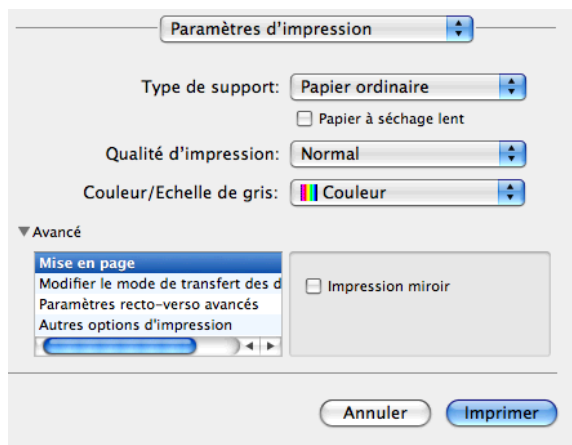 Paramètres d'impression
Type de support: Papier ordinaire
Papier à séchage lent
Qualité d'impression: Normal
Couleur/Echelle de gris: Couleur
Avancé
Mise en page
Modifier le mode de transfert des d
Paramètres recto-verso avancés
Autres options d'impression
Impression miroir
Annuler Imprimer